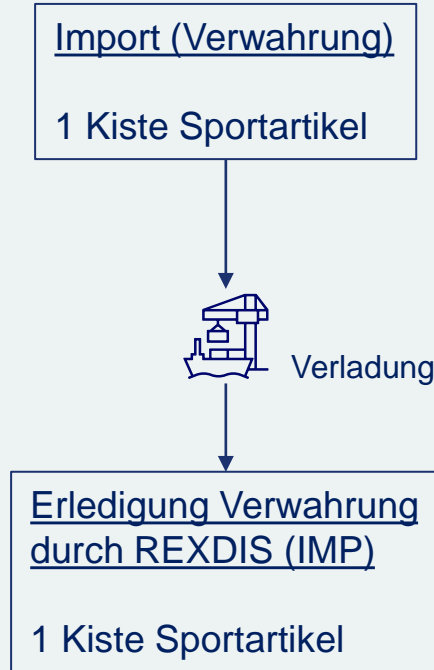 Import (Verwahrung)
1 Kiste Sportartikel
Verladung
Erledigung Verwahrung
durch REXDIS (IMP)
1 Kiste Sportartikel